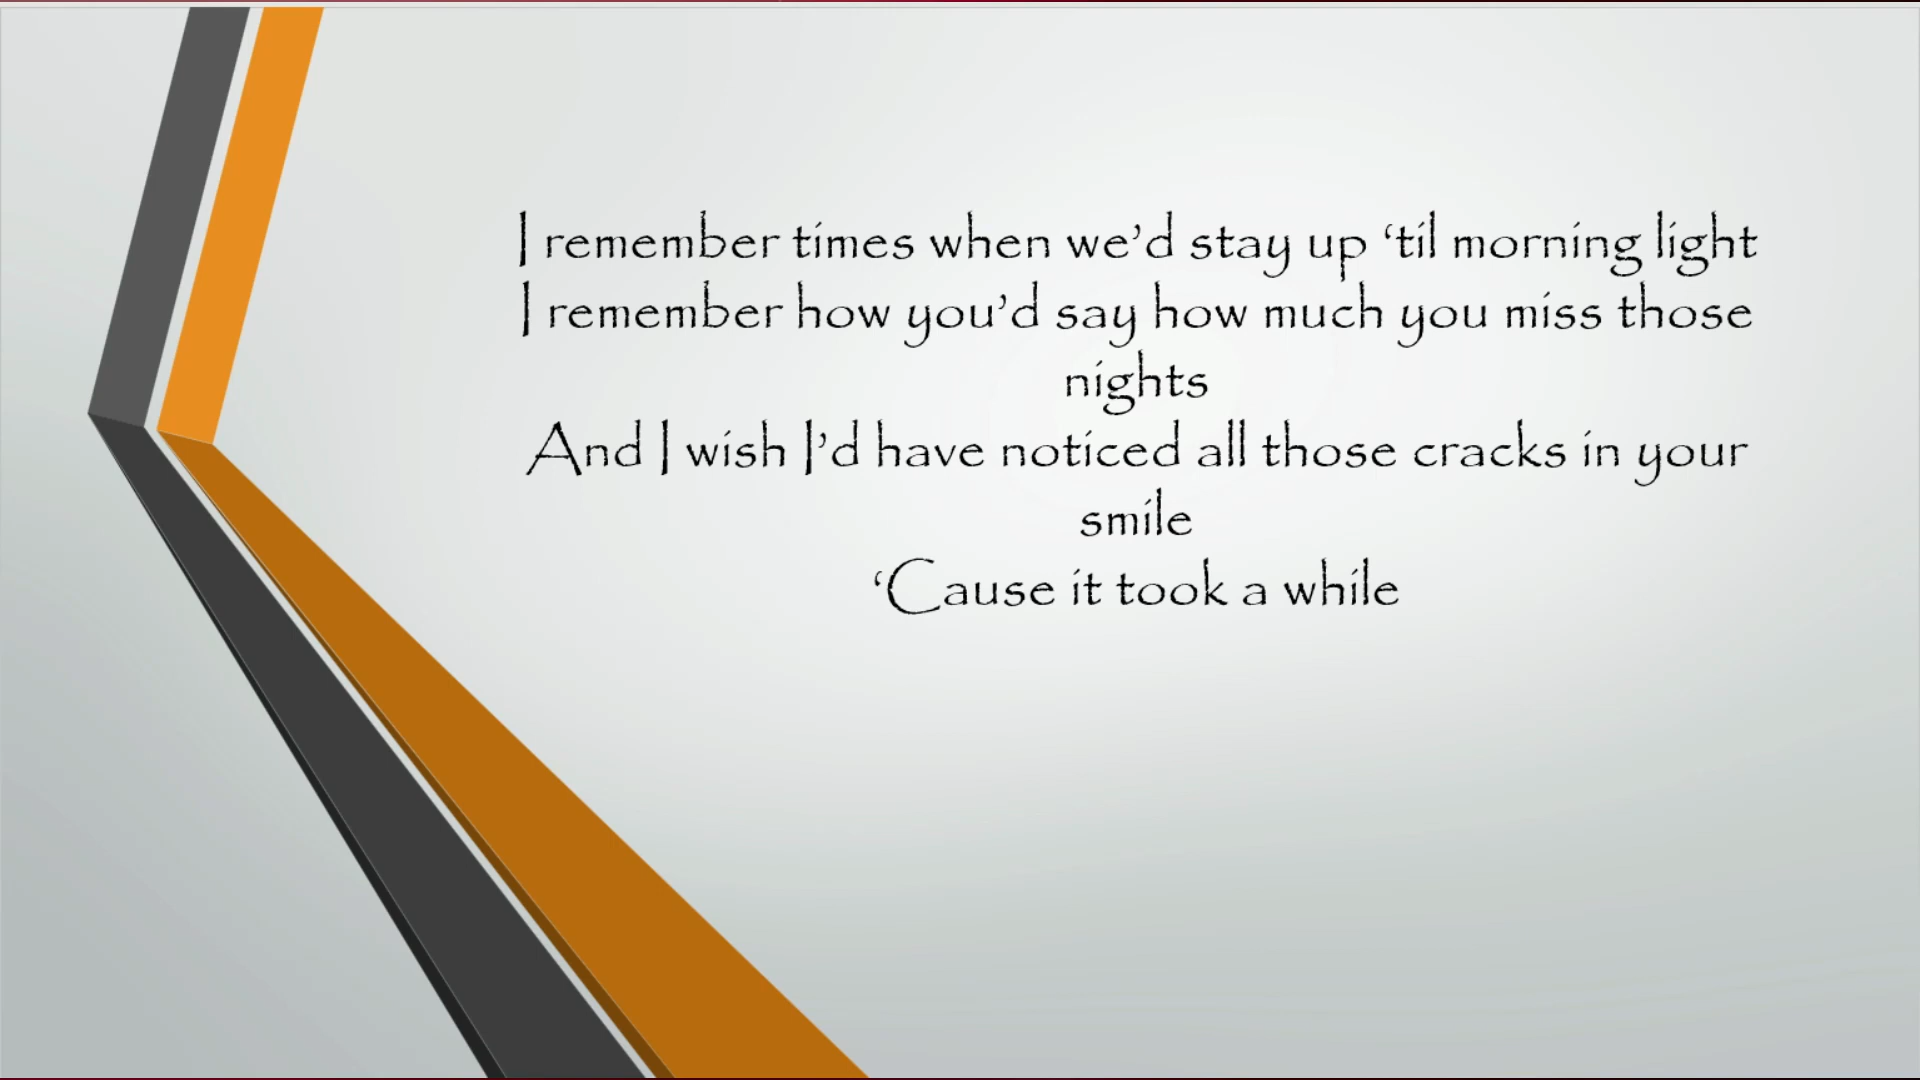 I remember times when we’d stay up ‘til morning light
I remember how you’d say how much you miss those
nights
And I wish I’d have noticed all those cracks in your
smile
‘Cause it took a while